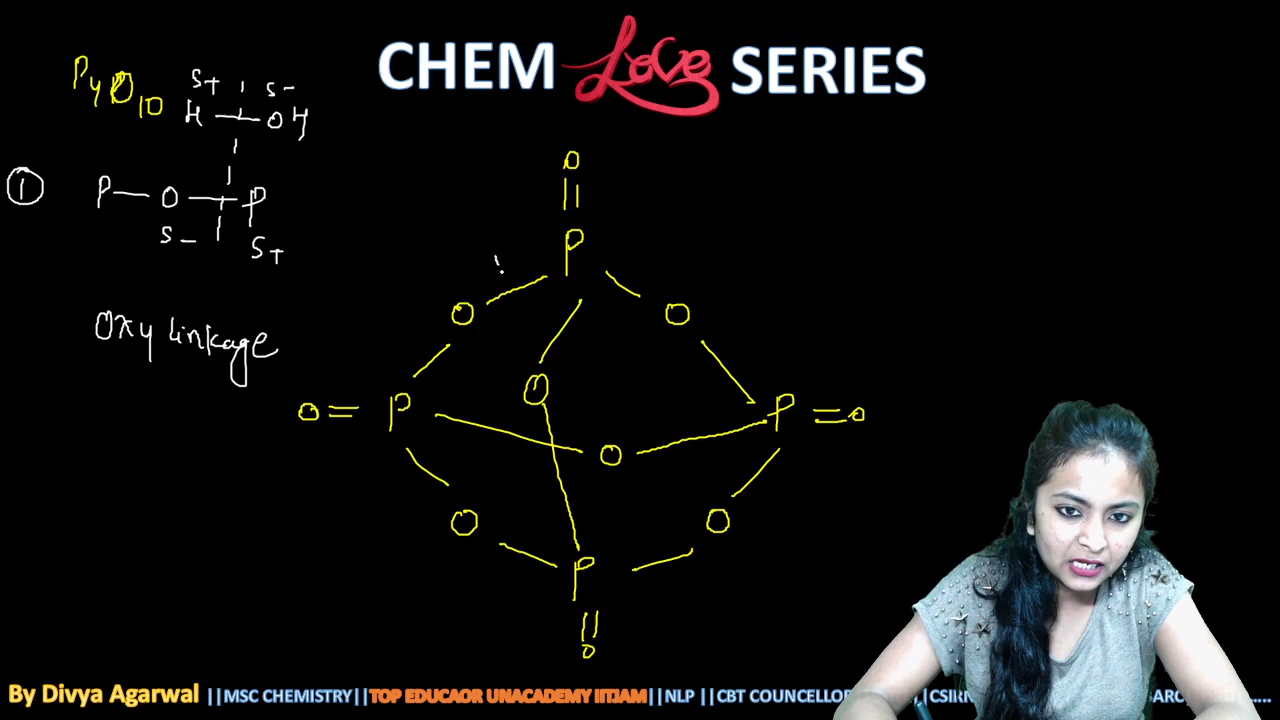 CHEM Love SERIES
P4O10
S+ S-
H — OH
① P — O — P
S- S+
Oxy linkage
O
||
P
O O
O
O = P P = O
O
O O
P
||
O
By Divya Agarwal ||MSC CHEMISTRY||TOP EDUCAOR UNACADEMY IITJAM||NLP ||CBT COUNCELLO